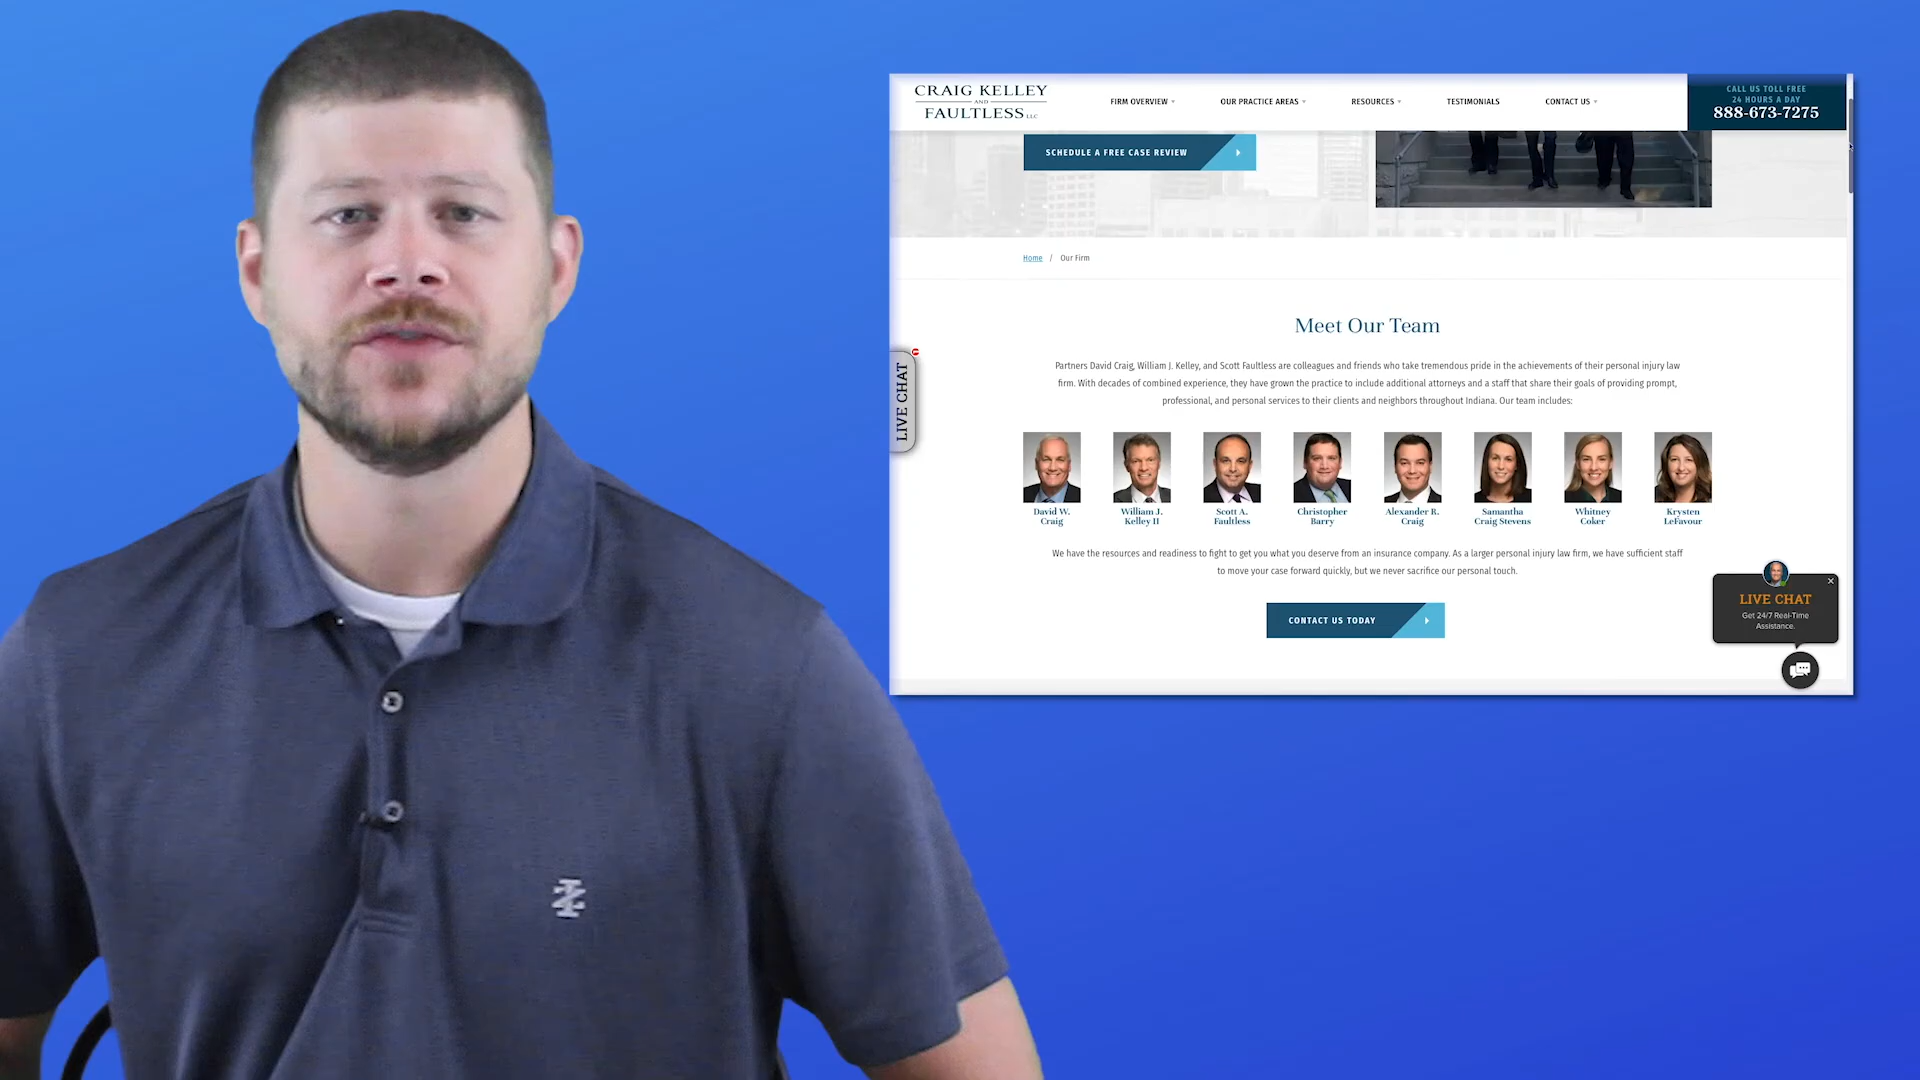 CRAIG KELLEY
AND
FAULTLESS LLC
FIRM OVERVIEW
OUR PRACTICE AREAS
RESOURCES
TESTIMONIALS
CONTACT US
CALL US TOLL FREE
24 HOURS A DAY
888-673-7275
SCHEDULE A FREE CASE REVIEW
Home / Our Firm
Meet Our Team
Partners David Craig, William J. Kelley, and Scott Faultless are colleagues and friends who take tremendous pride in the achievements of their personal injury law
firm. With decades of combined experience, they have grown the practice to include additional attorneys and a staff that share their goals of providing prompt,
professional, and personal services to their clients and neighbors throughout Indiana. Our team includes:
LIVE CHAT
David W.
Craig
William J.
Kelley II
Scott A.
Faultless
Christopher
Barry
Alexander R.
Craig
Samantha
Craig Stevens
Whitney
Coker
Krysten
LeFavour
We have the resources and readiness to fight to get you what you deserve from an insurance company. As a larger personal injury law firm, we have sufficient staff
to move your case forward quickly, but we never sacrifice our personal touch.
CONTACT US TODAY
LIVE CHAT
Get 24/7 Real-Time
Assistance.